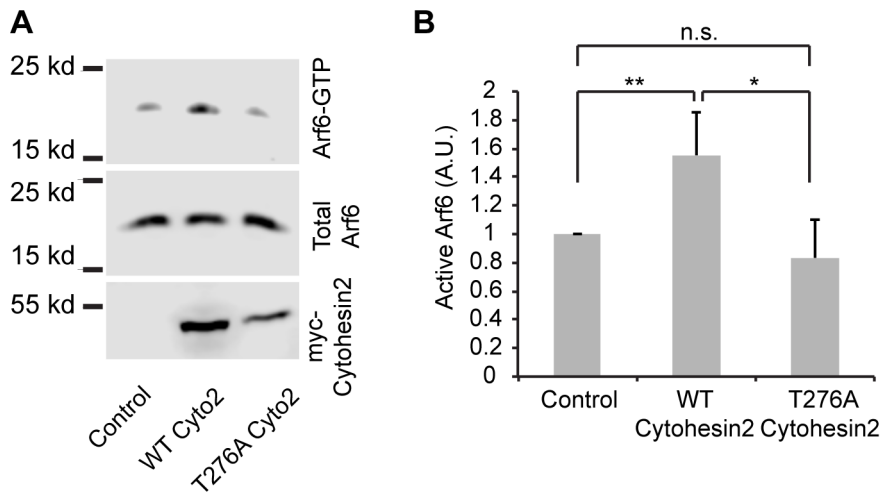 A
25 kd
15 kd
Arf6-GTP
25 kd
15 kd
Total
Arf6
55 kd
myc-
Cytohesin2
Control
WT Cyto2
T276A Cyto2
B
n.s.
**
*
Active Arf6 (A.U.)
2
1.8
1.6
1.4
1.2
1
0.8
0.6
0.4
0.2
0
Control
WT
Cytohesin2
T276A
Cytohesin2